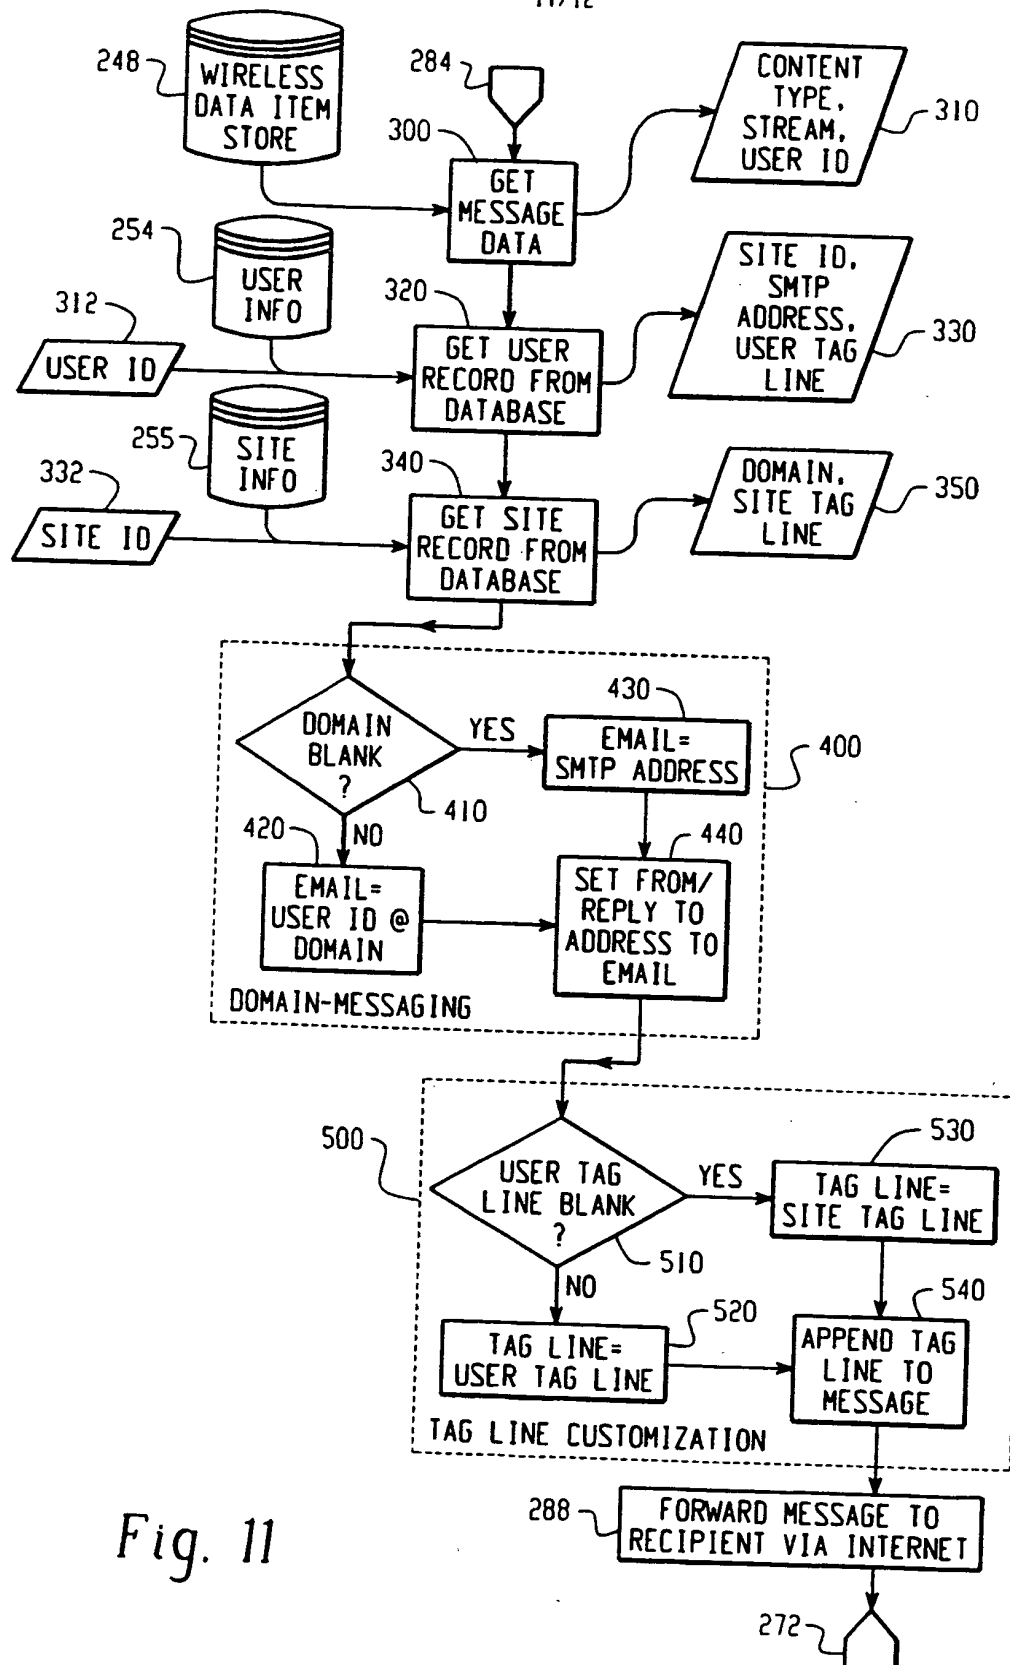 11/12
248
WIRELESS
DATA ITEM
STORE
284
300
GET
MESSAGE
DATA
CONTENT
TYPE,
STREAM,
USER ID
310
254
USER
INFO
312
USER ID
320
GET USER
RECORD FROM
DATABASE
SITE ID,
SMTP
ADDRESS,
USER TAG
LINE
330
255
SITE
INFO
332
SITE ID
340
GET SITE
RECORD FROM
DATABASE
DOMAIN,
SITE TAG
LINE
350
DOMAIN
BLANK
?
410
YES
430
EMAIL=
SMTP ADDRESS
400
NO
420
EMAIL=
USER ID @
DOMAIN
440
SET FROM/
REPLY TO
ADDRESS TO
EMAIL
DOMAIN-MESSAGING
500
USER TAG
LINE BLANK
?
510
YES
530
TAG LINE=
SITE TAG LINE
NO
520
TAG LINE=
USER TAG LINE
540
APPEND TAG
LINE TO
MESSAGE
TAG LINE CUSTOMIZATION
288
FORWARD MESSAGE TO
RECIPIENT VIA INTERNET
272
Fig. 11